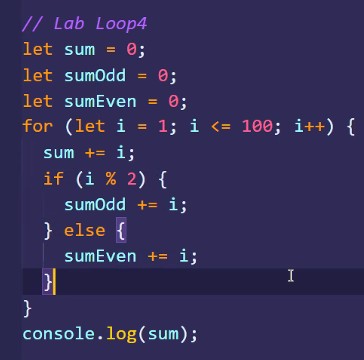 // Lab Loop4
let sum = 0;
let sumOdd = 0;
let sumEven = 0;
for (let i = 1; i <= 100; i++) {
  sum += i;
  if (i % 2) {
    sumOdd += i;
  } else {
    sumEven += i;
  }
}
console.log(sum);